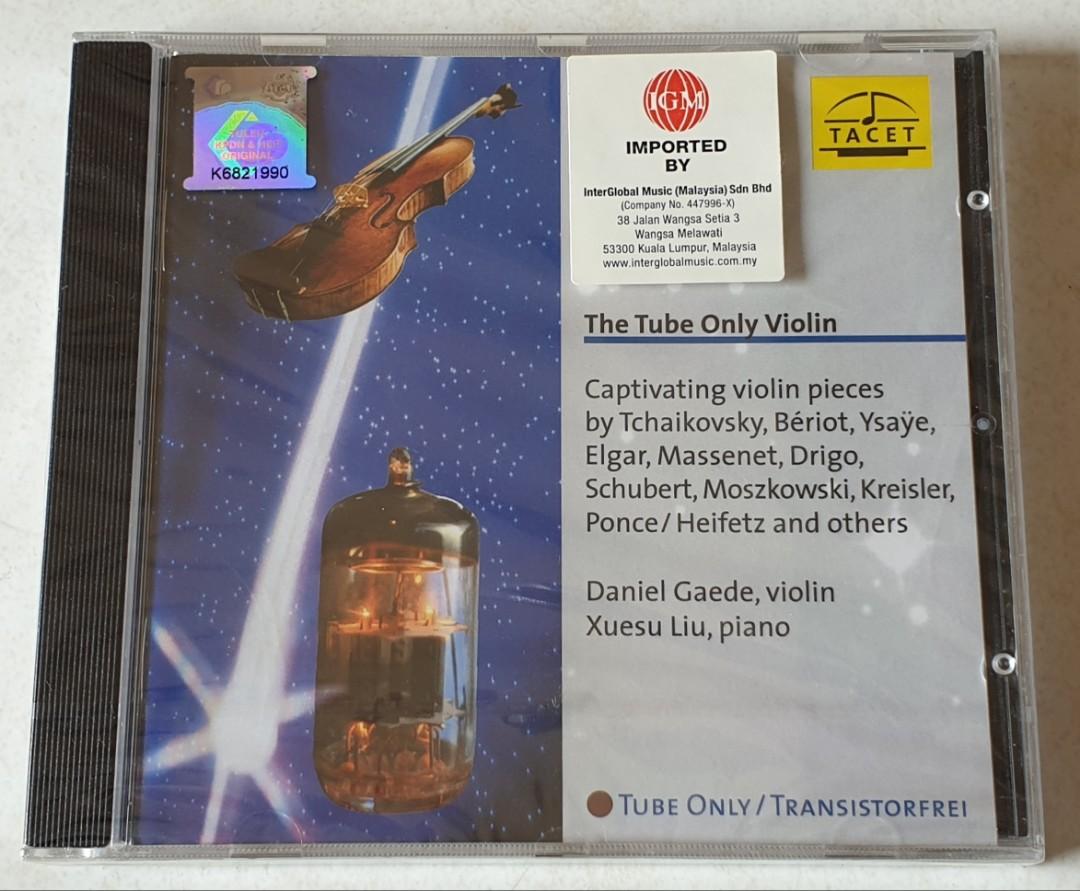 TULEN
ORIGINAL
K6821990
IGM
IMPORTED
BY
InterGlobal Music (Malaysia) Sdn Bhd
(Company No. 447996-X)
38 Jalan Wangsa Setia 3
Wangsa Melawati
53300 Kuala Lumpur, Malaysia
www.interglobalmusic.com.my
TACET
The Tube Only Violin
Captivating violin pieces
by Tchaikovsky, Bériot, Ysaÿe,
Elgar, Massenet, Drigo,
Schubert, Moszkowski, Kreisler,
Ponce/Heifetz and others
Daniel Gaede, violin
Xuesu Liu, piano
TUBE ONLY/TRANSISTORFREI